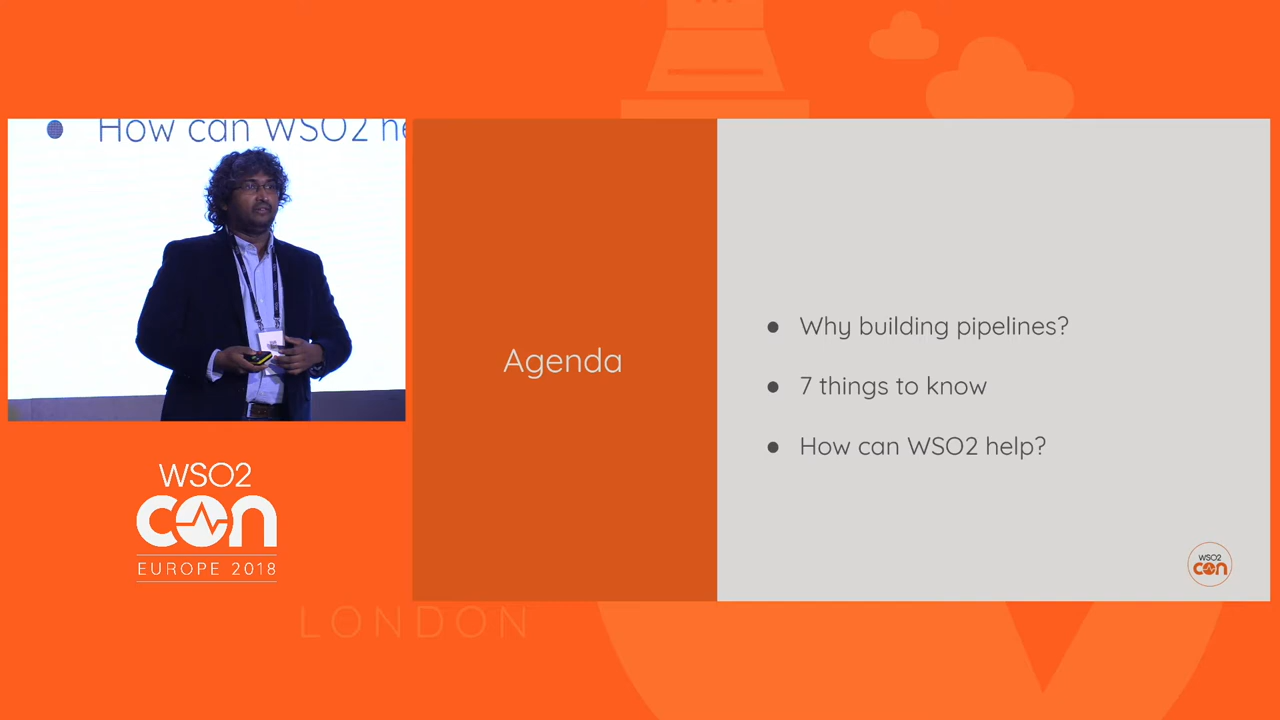 How can WSO2 he
WSO2
con
EUROPE 2018
LONDON
Agenda
Why building pipelines?
7 things to know
How can WSO2 help?
WSO2
con